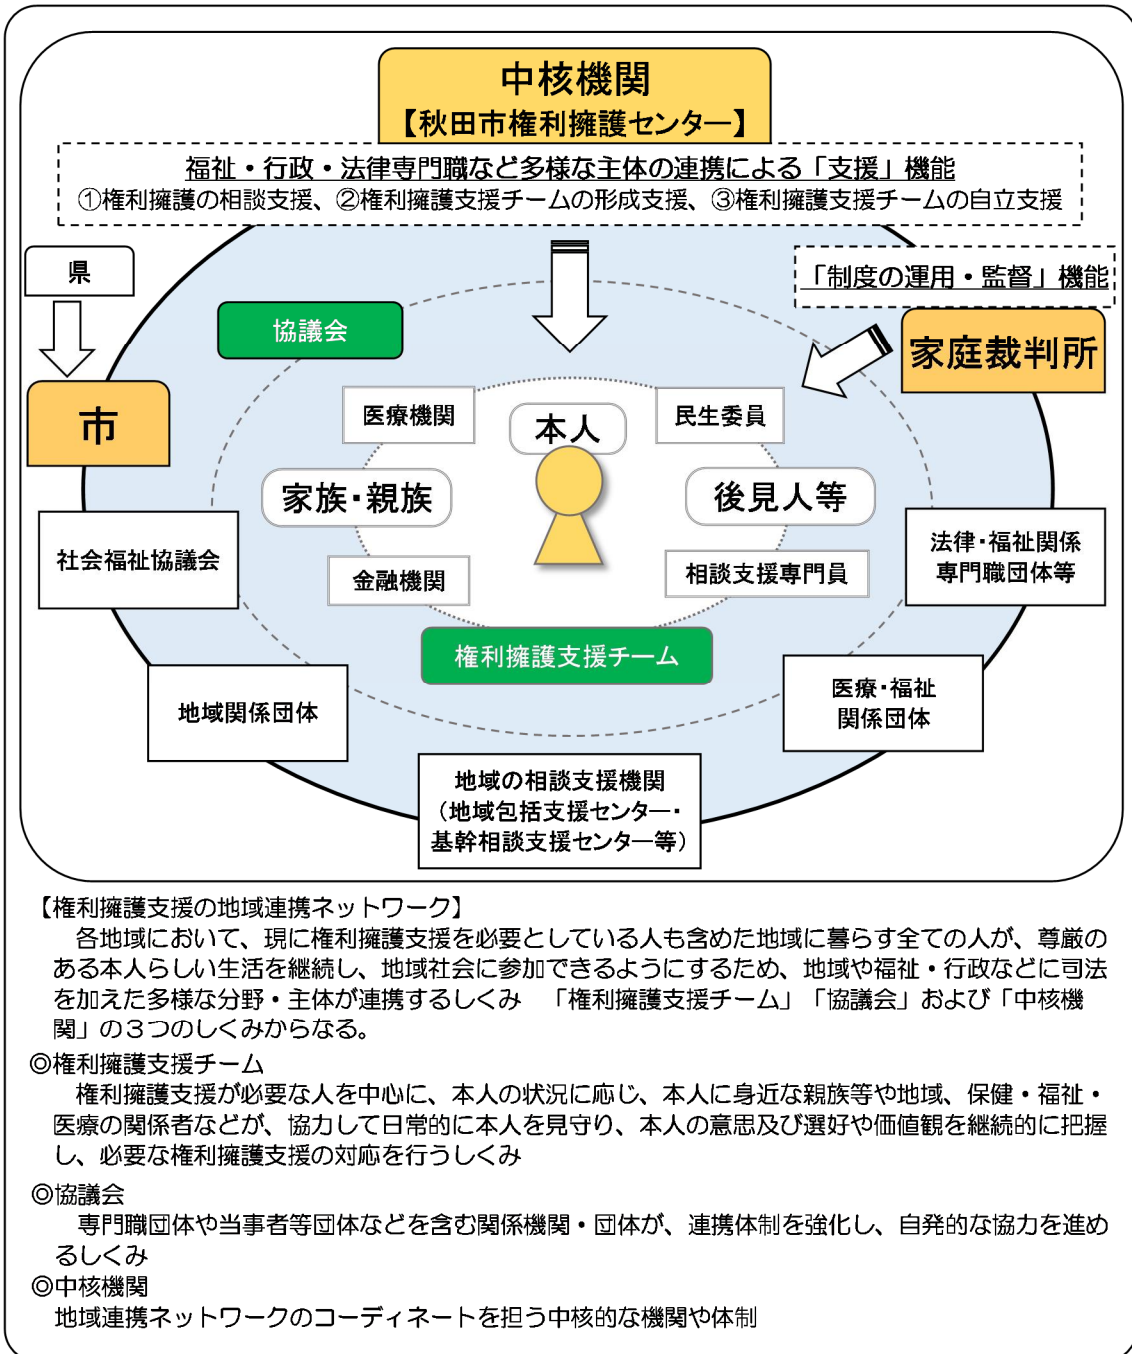 中核機関
【秋田市権利擁護センター】
福祉・行政・法律専門職など多様な主体の連携による「支援」機能
①権利擁護の相談支援、②権利擁護支援チームの形成支援、③権利擁護支援チームの自立支援
県
「制度の運用・監督」機能
協議会
家庭裁判所
市
医療機関
本人
民生委員
家族・親族
後見人等
社会福祉協議会
法律・福祉関係
専門職団体等
金融機関
相談支援専門員
権利擁護支援チーム
地域関係団体
医療・福祉
関係団体
地域の相談支援機関
（地域包括支援センター・
基幹相談支援センター等）
【権利擁護支援の地域連携ネットワーク】
各地域において、現に権利擁護支援を必要としている人も含めた地域に暮らす全ての人が、尊厳の
ある本人らしい生活を継続し、地域社会に参加できるようにするため、地域や福祉・行政などに司法
を加えた多様な分野・主体が連携するしくみ　「権利擁護支援チーム」「協議会」および「中核機
関」の３つのしくみからなる。
◎権利擁護支援チーム
権利擁護支援が必要な人を中心に、本人の状況に応じ、本人に身近な親族等や地域、保健・福祉・
医療の関係者などが、協力して日常的に本人を見守り、本人の意思及び選好や価値観を継続的に把握
し、必要な権利擁護支援の対応を行うしくみ
◎協議会
専門職団体や当事者等団体などを含む関係機関・団体が、連携体制を強化し、自発的な協力を進め
るしくみ
◎中核機関
地域連携ネットワークのコーディネートを担う中核的な機関や体制